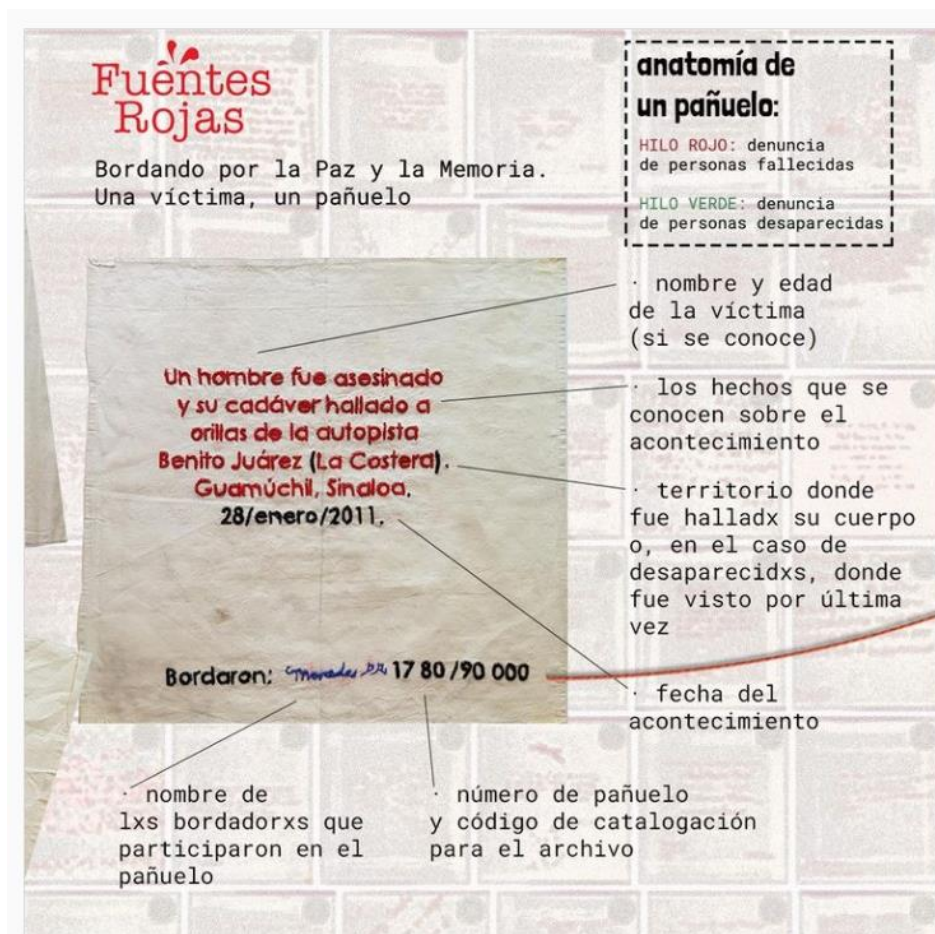 Fuentes
Rojas
Bordando por la Paz y la Memoria.
Una víctima, un pañuelo
anatomía de
un pañuelo:
HILO ROJO: denuncia
de personas fallecidas
HILO VERDE: denuncia
de personas desaparecidas
· nombre y edad
de la víctima
(si se conoce)
Un hombre fue asesinado
y su cadáver hallado a
orillas de la autopista
Benito Juárez (La Costera).
Guamúchil, Sinaloa.
28/enero/2011.
· los hechos que se
conocen sobre el
acontecimiento
· territorio donde
fue halladx su cuerpo
o, en el caso de
desaparecidxs, donde
fue visto por última
vez
Bordaron: 17 80/90 000
· fecha del
acontecimiento
· nombre de
lxs bordadorxs que
participaron en el
pañuelo
· número de pañuelo
y código de catalogación
para el archivo